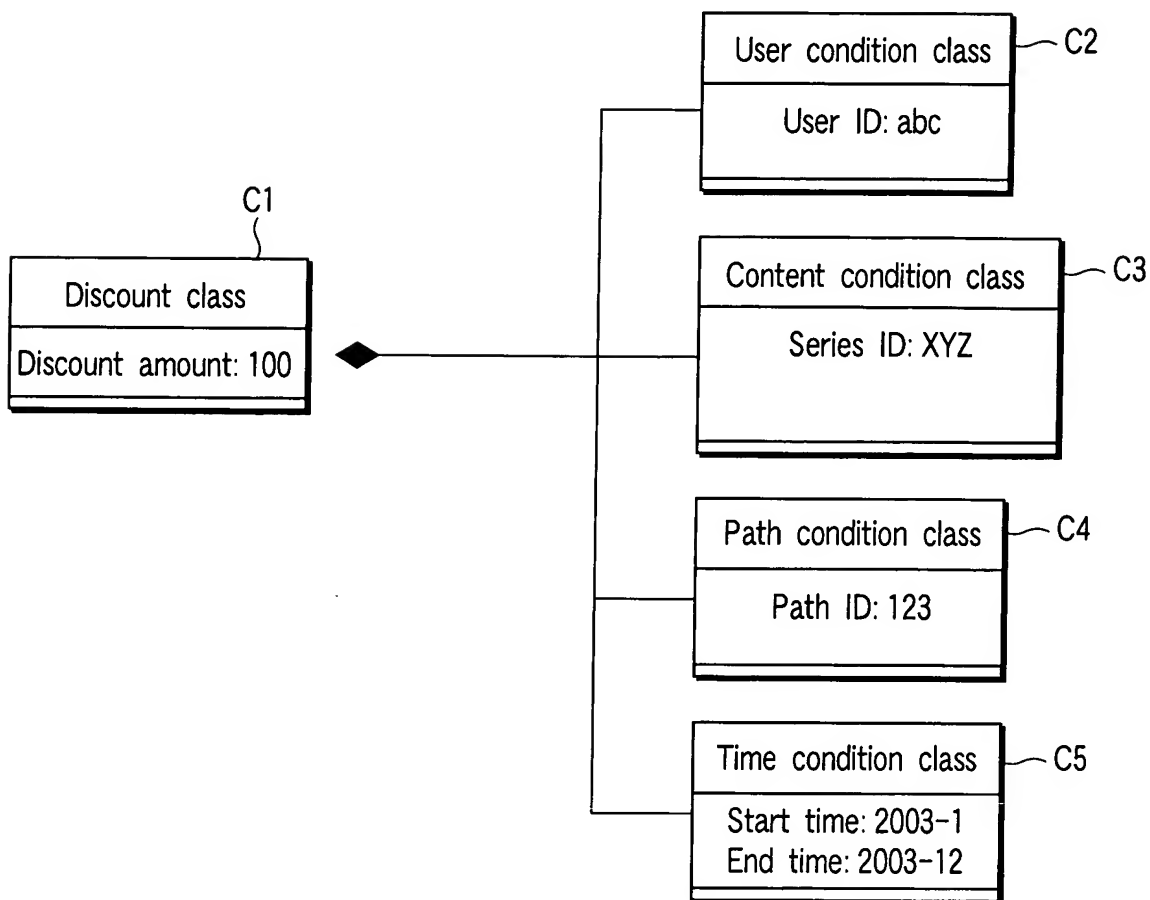 C1
Discount class
Discount amount: 100
User condition class
C2
User ID: abc
Content condition class
C3
Series ID: XYZ
Path condition class
C4
Path ID: 123
Time condition class
C5
Start time: 2003-1
End time: 2003-12